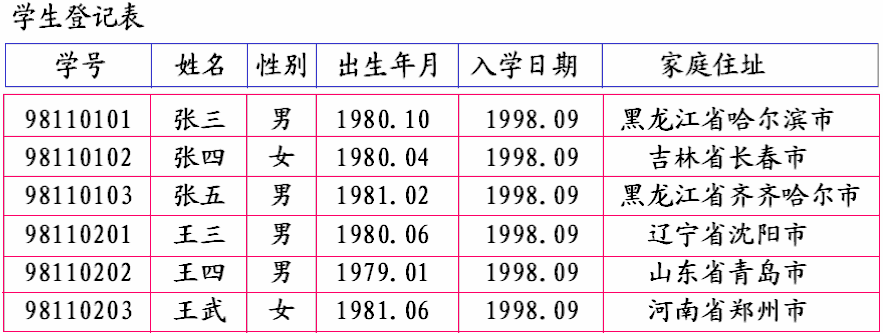 学生登记表
学号 姓名 性别 出生年月 入学日期 家庭住址
98110101 张三 男 1980.10 1998.09 黑龙江省哈尔滨市
98110102 张四 女 1980.04 1998.09 吉林省长春市
98110103 张五 男 1981.02 1998.09 黑龙江省齐齐哈尔市
98110201 王三 男 1980.06 1998.09 辽宁省沈阳市
98110202 王四 男 1979.01 1998.09 山东省青岛市
98110203 王武 女 1981.06 1998.09 河南省郑州市